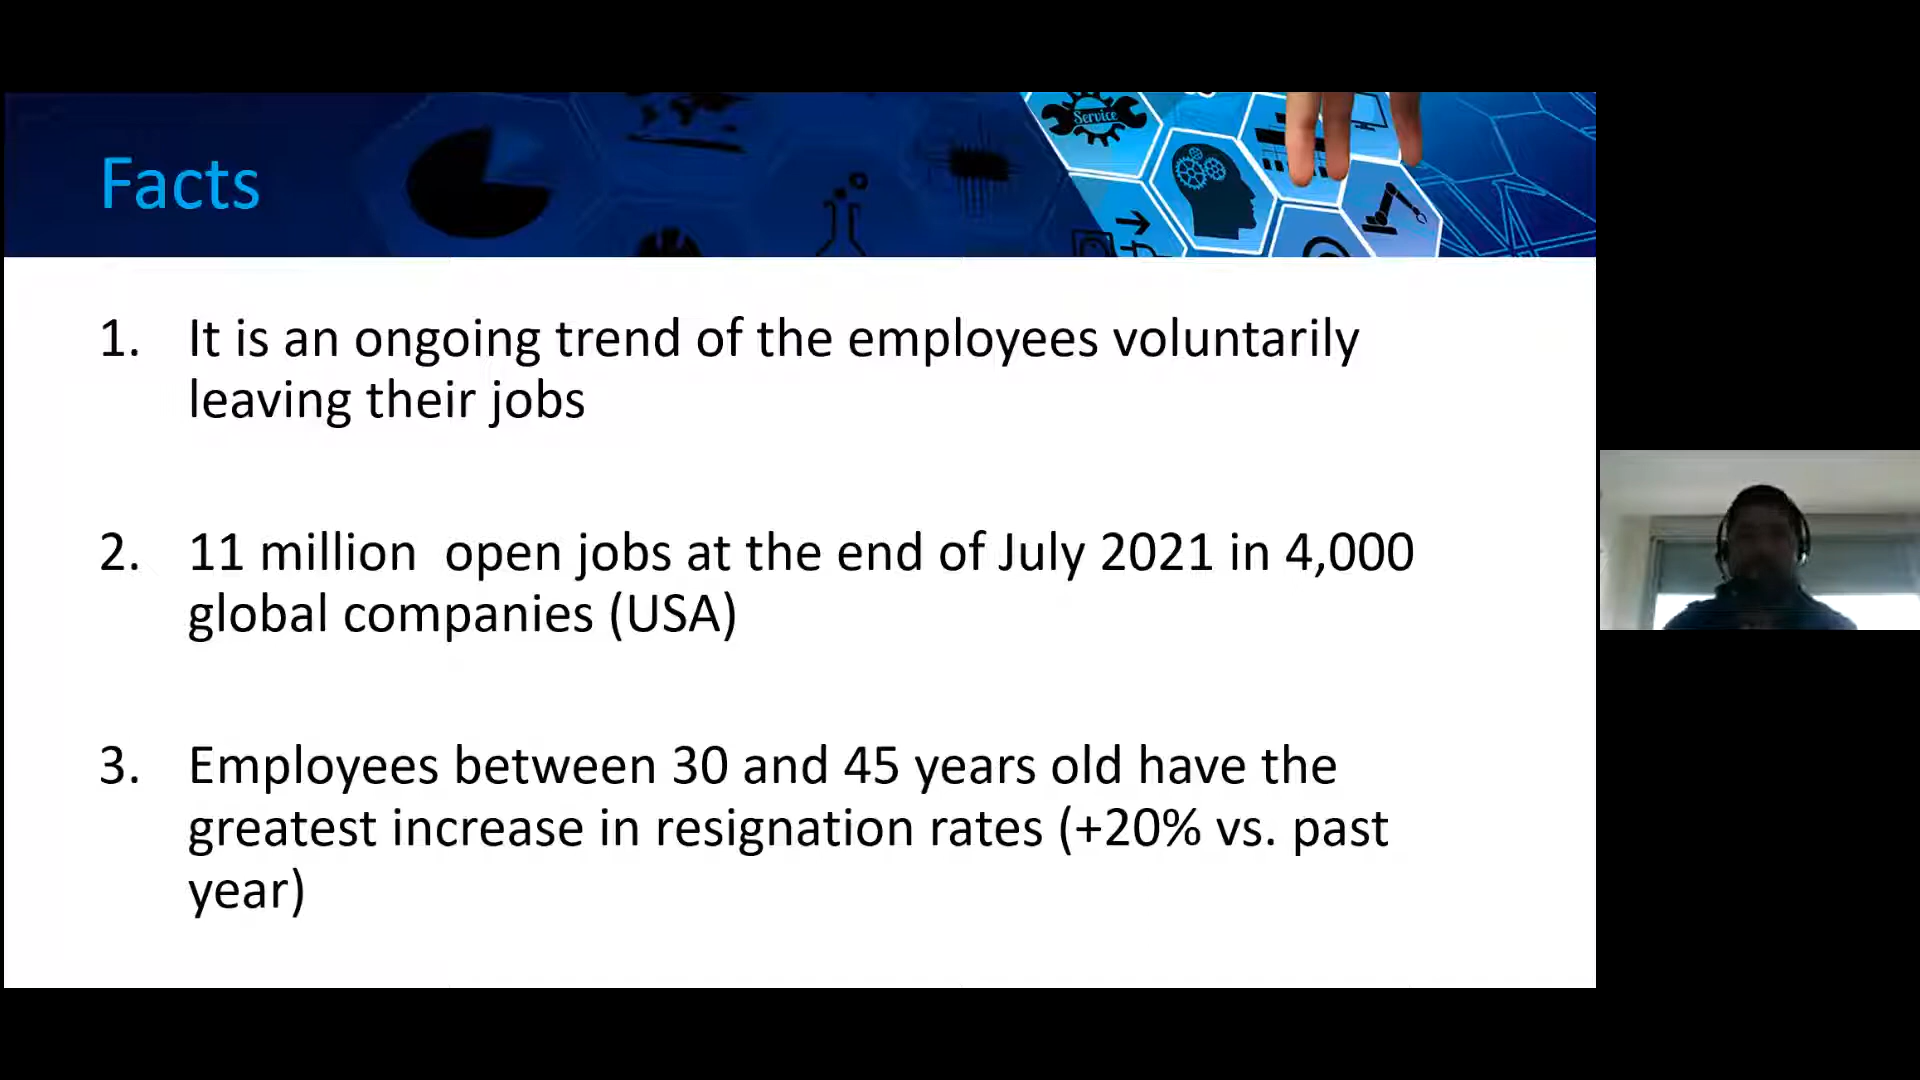 Service
Facts
1. It is an ongoing trend of the employees voluntarily
leaving their jobs
2. 11 million  open jobs at the end of July 2021 in 4,000
global companies (USA)
3. Employees between 30 and 45 years old have the
greatest increase in resignation rates (+20% vs. past
year)